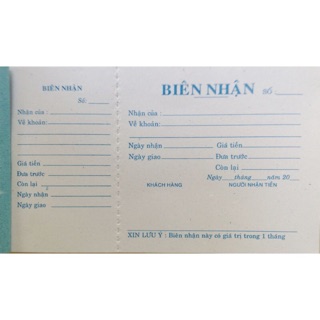 BIÊN NHẬN
Số:
Nhận của :
Về khoản:
Giá tiền
Đưa trước
Còn lại
Ngày nhận
Ngày giao
BIÊN NHẬN số
Nhận của :
Về khoản:
Ngày nhận Giá tiền
Ngày giao Đưa trước
Còn lại
Ngày tháng năm 20
KHÁCH HÀNG NGƯỜI NHẬN TIỀN
XIN LƯU Ý : Biên nhận này có giá trị trong 1 tháng